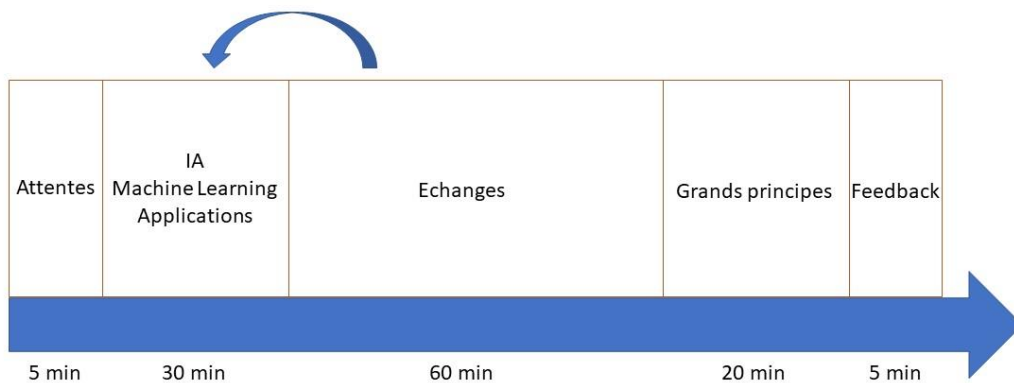 Attentes
IA
Machine Learning
Applications
Echanges
Grands principes
Feedback
5 min
30 min
60 min
20 min
5 min